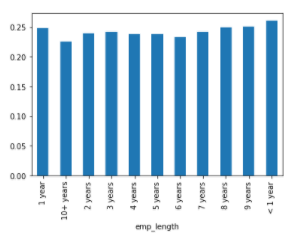 0.25
0.20
0.15
0.10
0.05
0.00
1 year
10+ years
2 years
3 years
4 years
5 years
6 years
7 years
8 years
9 years
< 1 year
emp_length